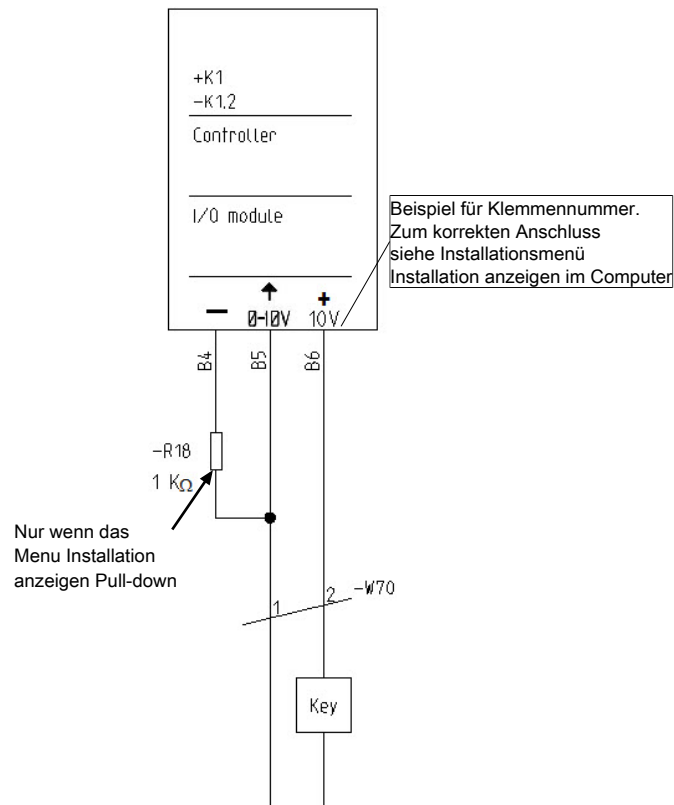 +K1
-K1.2
Controller
I/O module
Beispiel für Klemmennummer.
Zum korrekten Anschluss
siehe Installationsmenü
Installation anzeigen im Computer
— +
0-10V 10V
B4 B5 B6
-R18
1 KΩ
Nur wenn das
Menu Installation
anzeigen Pull-down
1 2 -W70
Key